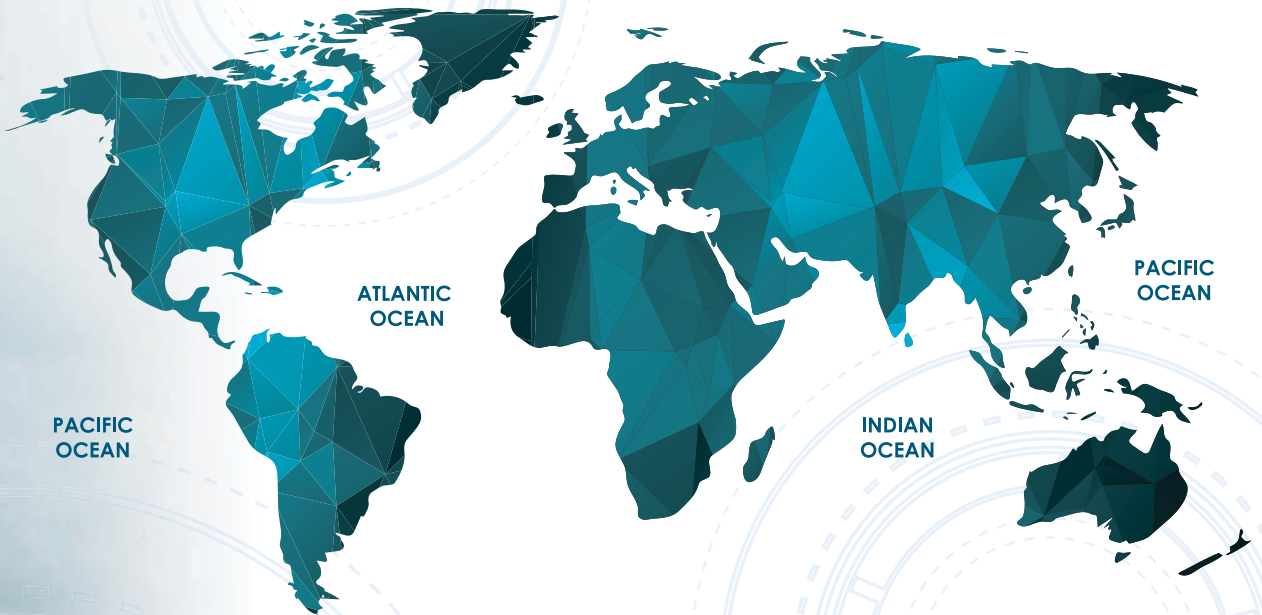 PACIFIC
OCEAN
ATLANTIC
OCEAN
PACIFIC
OCEAN
INDIAN
OCEAN